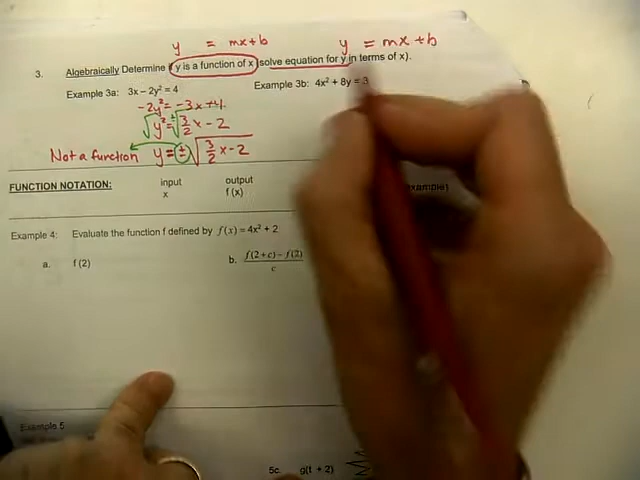 y = mx+b y = mx+b
3. Algebraically Determine if y is a function of x (solve equation for y in terms of x).
Example 3a: 3x - 2y² = 4 Example 3b: 4x² + 8y = 3
-2y² = -3x+4
√y² = ±√3/2 x - 2
Not a function y = ± √3/2 x - 2
FUNCTION NOTATION: input output example)
x f (x)
Example 4: Evaluate the function f defined by f(x) = 4x² + 2
a. f (2) b. f(2+c) - f(2) / c
Example 5
5c. g(t + 2)